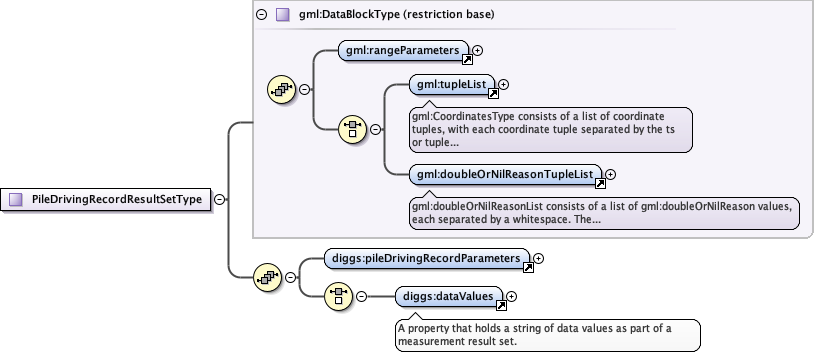 gml:DataBlockType (restriction base)
gml:rangeParameters
gml:tupleList
gml:CoordinatesType consists of a list of coordinate
tuples, with each coordinate tuple separated by the ts
or tuple...
gml:doubleOrNilReasonTupleList
gml:doubleOrNilReasonList consists of a list of gml:doubleOrNilReason values,
each separated by a whitespace. The...
PileDrivingRecordResultSetType
diggs:pileDrivingRecordParameters
diggs:dataValues
A property that holds a string of data values as part of a
measurement result set.